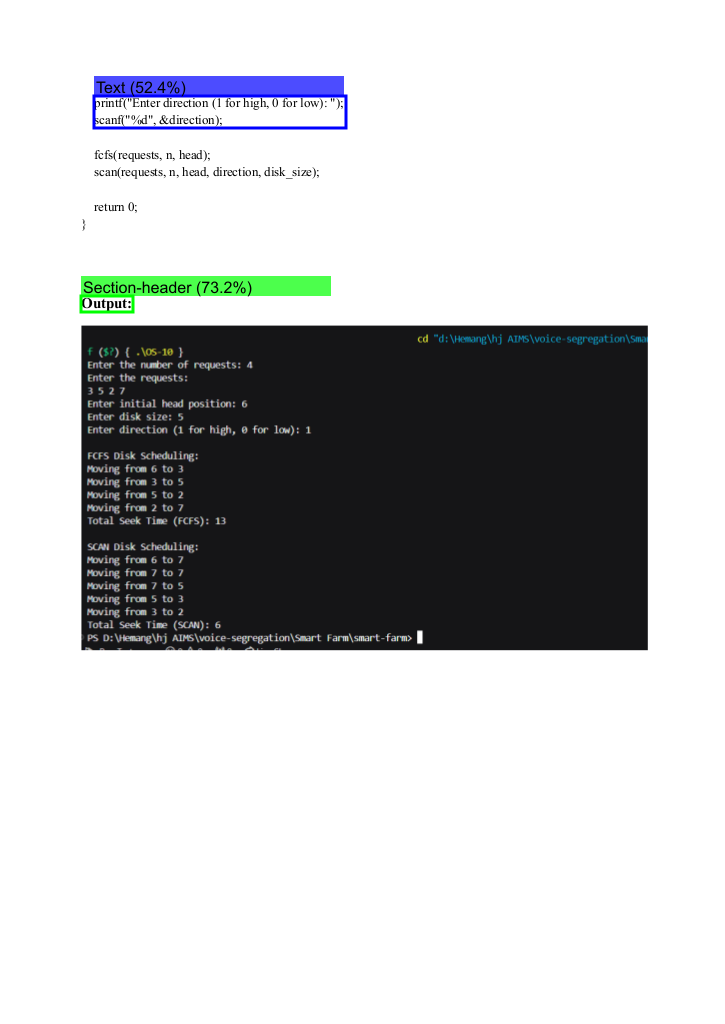 Text (52.4%)
printf("Enter direction (1 for high, 0 for low): ");
scanf("%d", &direction);
fcfs(requests, n, head);
scan(requests, n, head, direction, disk_size);
return 0;
}
Section-header (73.2%)
Output:
cd "d:\Hemang\hj AIMS\voice-segregation\Sma
f ($?) { .\OS-10 }
Enter the number of requests: 4
Enter the requests:
3 5 2 7
Enter initial head position: 6
Enter disk size: 5
Enter direction (1 for high, 0 for low): 1
FCFS Disk Scheduling:
Moving from 6 to 3
Moving from 3 to 5
Moving from 5 to 2
Moving from 2 to 7
Total Seek Time (FCFS): 13
SCAN Disk Scheduling:
Moving from 6 to 7
Moving from 7 to 7
Moving from 7 to 5
Moving from 5 to 3
Moving from 3 to 2
Total Seek Time (SCAN): 6
PS D:\Hemang\hj AIMS\voice-segregation\Smart Farm\smart-farm>